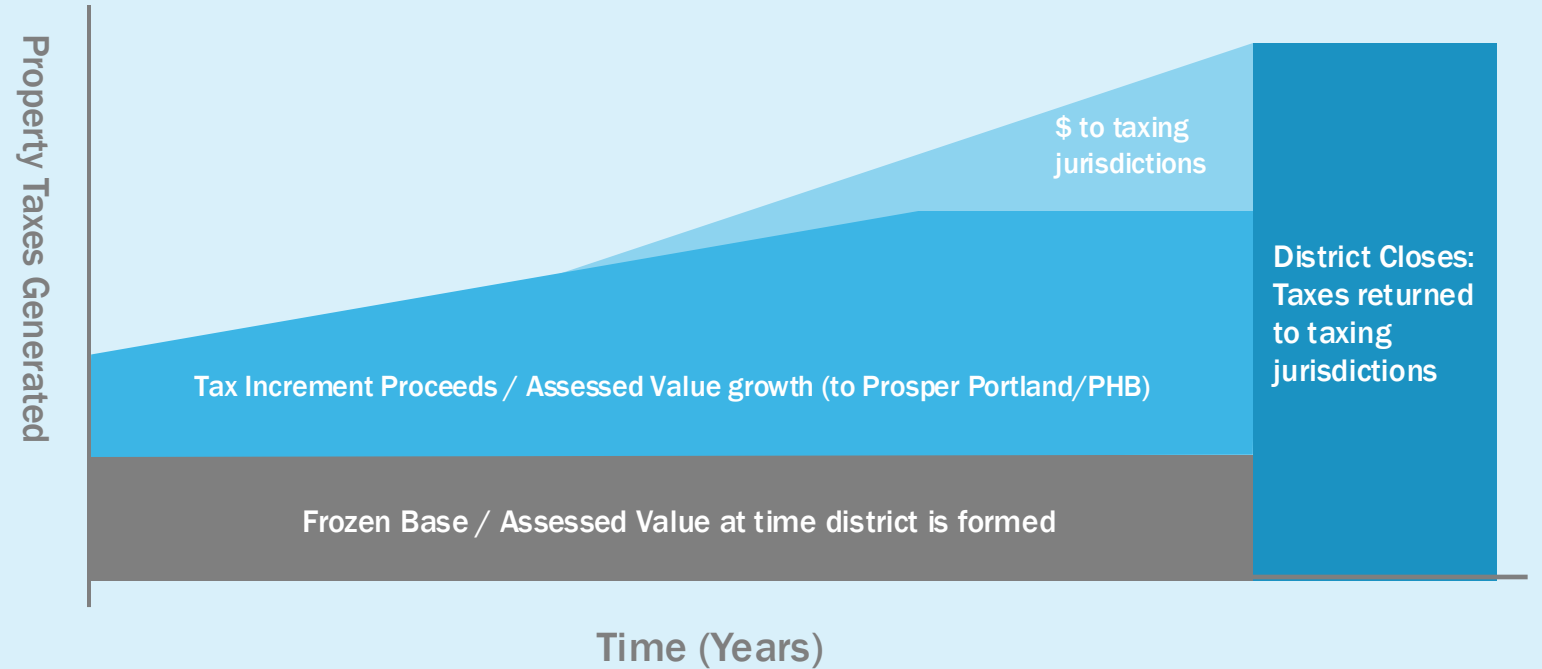 Property Taxes Generated
$ to taxing
jurisdictions
District Closes:
Taxes returned
to taxing
jurisdictions
Tax Increment Proceeds / Assessed Value growth (to Prosper Portland/PHB)
Frozen Base / Assessed Value at time district is formed
Time (Years)